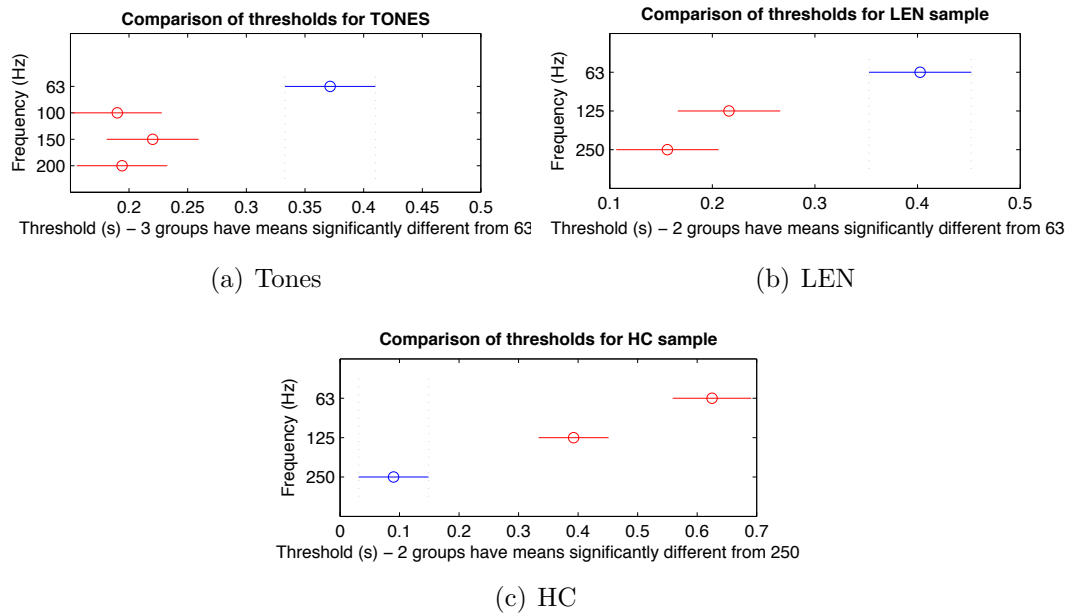 Comparison of thresholds for TONES
Frequency (Hz)
63
100
150
200
0.2 0.25 0.3 0.35 0.4 0.45 0.5
Threshold (s) − 3 groups have means significantly different from 63
(a) Tones
Comparison of thresholds for LEN sample
Frequency (Hz)
63
125
250
0.1 0.2 0.3 0.4 0.5
Threshold (s) − 2 groups have means significantly different from 63
(b) LEN
Comparison of thresholds for HC sample
Frequency (Hz)
63
125
250
0 0.1 0.2 0.3 0.4 0.5 0.6 0.7
Threshold (s) − 2 groups have means significantly different from 250
(c) HC